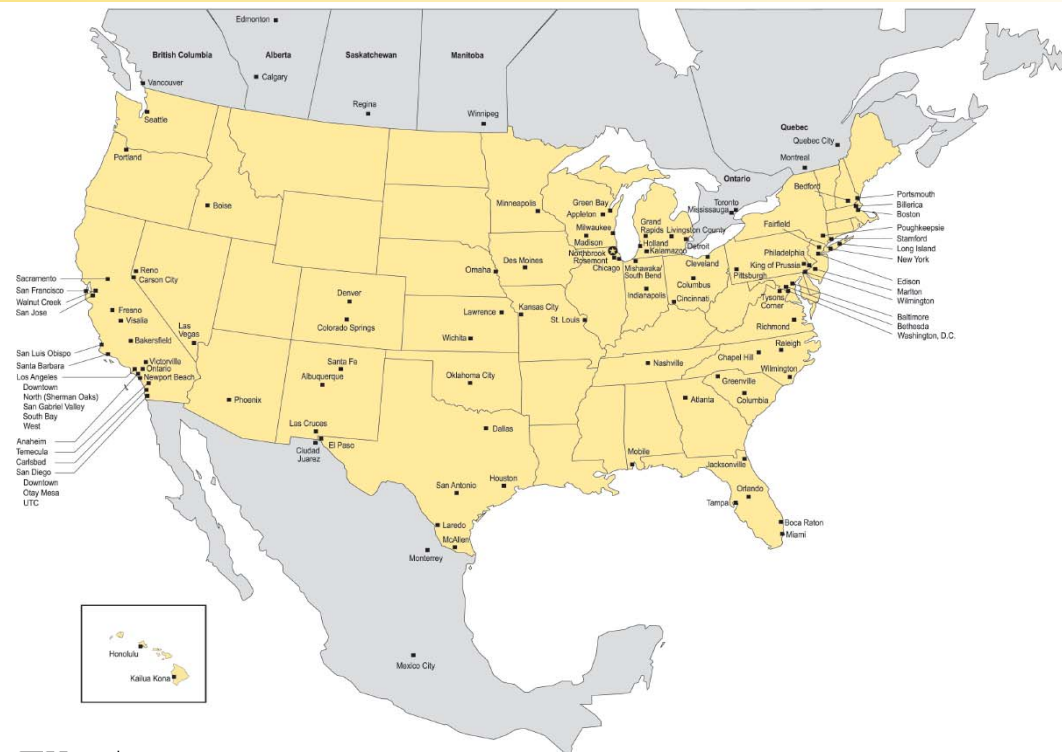 Edmonton
British Columbia
Alberta
Saskatchewan
Manitoba
Calgary
Vancouver
Regina
Winnipeg
Seattle
Portland
Boise
Quebec
Quebec City
Montreal
Ontario
Bedford
Toronto
Mississauga
Fairfield
Portsmouth
Billerica
Boston
Poughkeepsie
Stamford
Long Island
New York
Edison
Marlton
Wilmington
Baltimore
Bethesda
Washington, D.C.
Minneapolis
Green Bay
Appleton
Milwaukee
Madison
Northbrook
Rosemont
Chicago
Grand
Rapids
Livingston County
Holland
Kalamazoo
Detroit
Mishawaka/
South Bend
Cleveland
Philadelphia
King of Prussia
Pittsburgh
Tysons
Corner
Columbus
Cincinnati
Indianapolis
Omaha
Des Moines
Kansas City
Lawrence
St. Louis
Wichita
Reno
Carson City
Sacramento
San Francisco
Walnut Creek
San Jose
Fresno
Visalia
Bakersfield
Las
Vegas
Denver
Colorado Springs
San Luis Obispo
Santa Barbara
Los Angeles
Downtown
North (Sherman Oaks)
San Gabriel Valley
South Bay
West
Victorville
Ontario
Newport Beach
Anaheim
Temecula
Carlsbad
San Diego
Downtown
Otay Mesa
UTC
Phoenix
Santa Fe
Albuquerque
Las Cruces
El Paso
Ciudad
Juarez
Oklahoma City
Dallas
Houston
San Antonio
Laredo
McAllen
Monterrey
Mexico City
Richmond
Raleigh
Chapel Hill
Wilmington
Nashville
Greenville
Columbia
Atlanta
Mobile
Jacksonville
Orlando
Tampa
Boca Raton
Miami
Honolulu
Kailua Kona